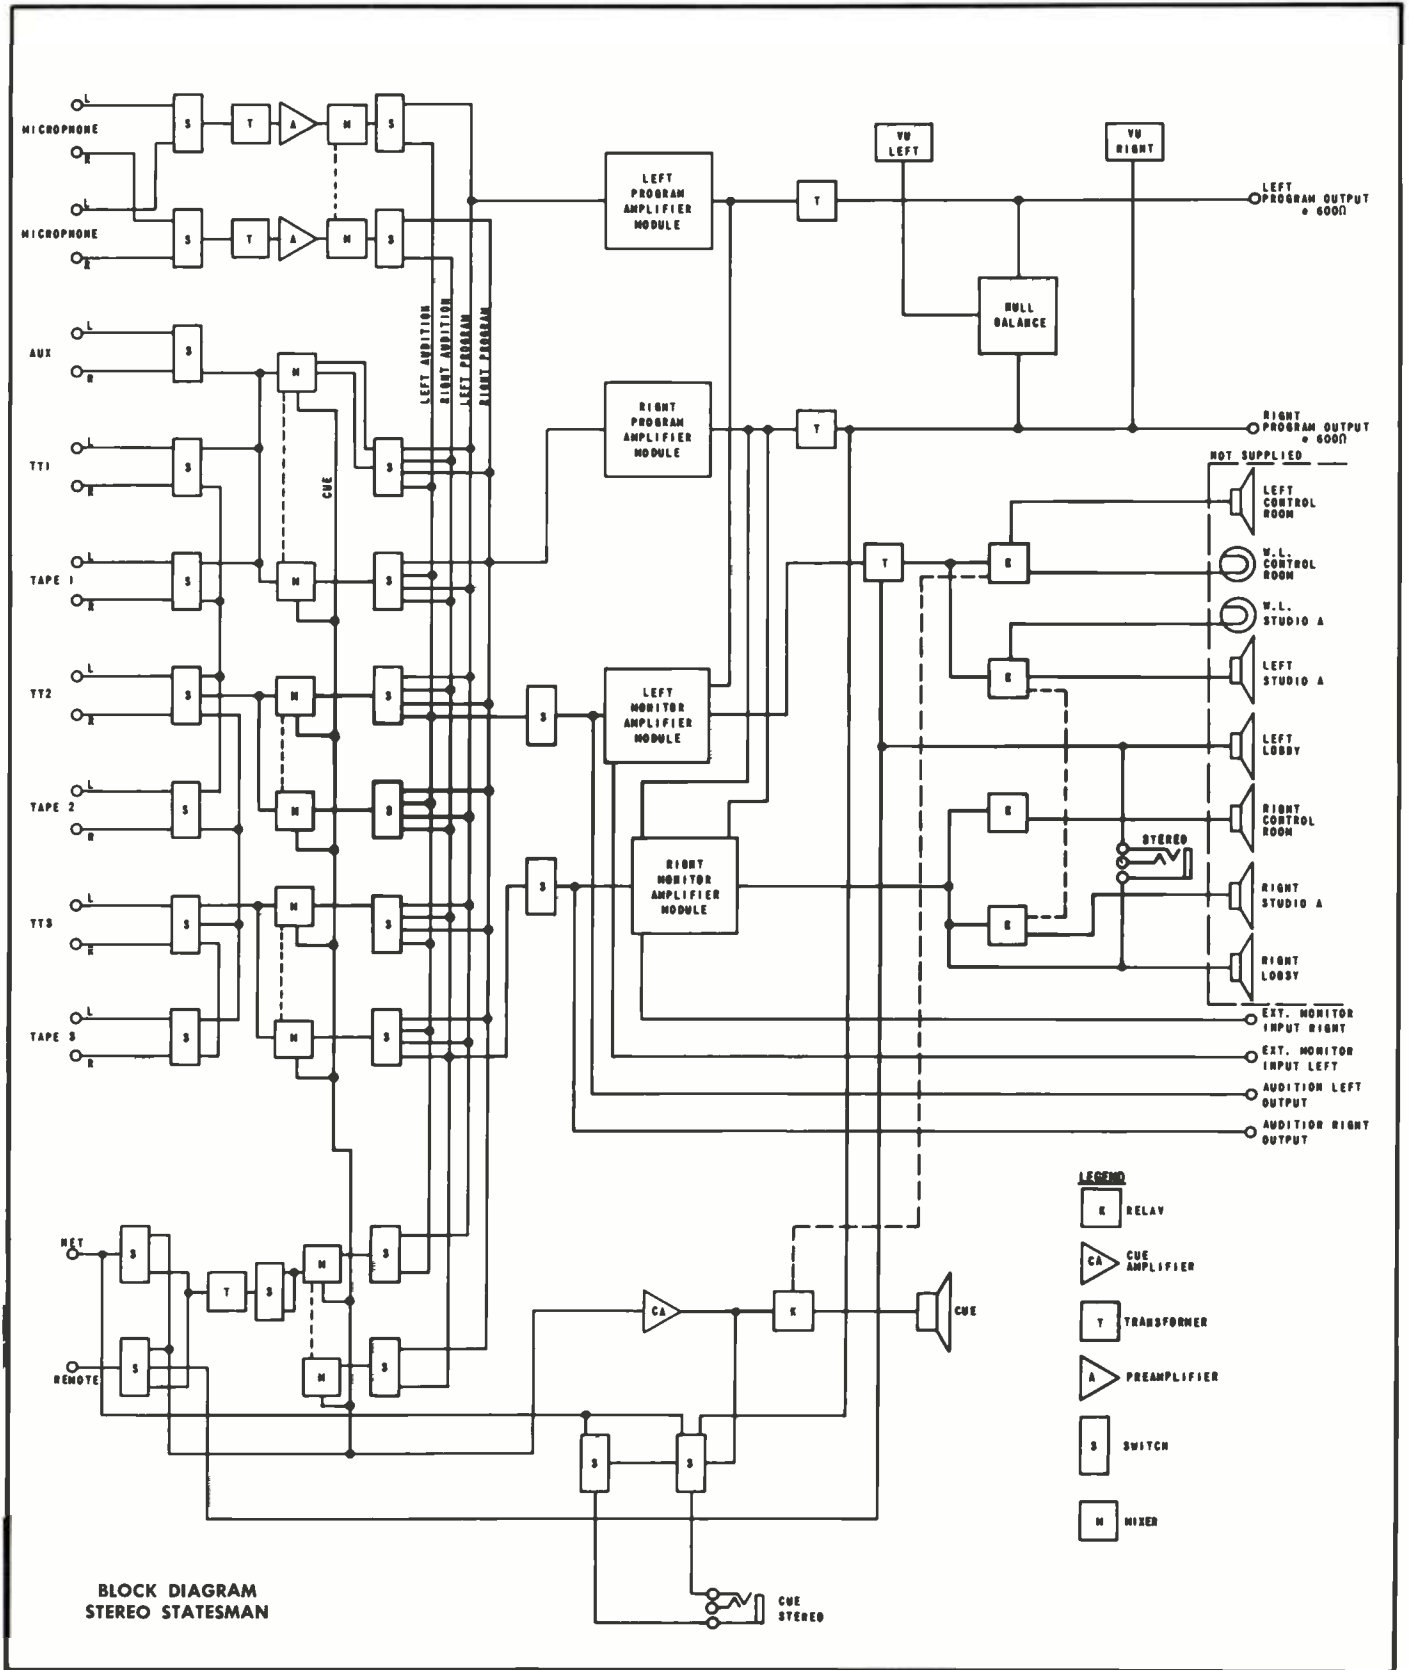 L
MICROPHONE
R
L
MICROPHONE
R
S
T
A
M
S
S
T
A
M
S
L
AUX
R
S
M
L
TT1
R
S
S
L
TAPE 1
R
S
M
S
L
TT2
R
S
M
S
L
TAPE 2
R
S
M
S
L
TT3
R
S
M
S
L
TAPE 3
R
S
M
S
CUE
LEFT AUDITION
RIGHT AUDITION
LEFT PROGRAM
RIGHT PROGRAM
LEFT
PROGRAM
AMPLIFIER
MODULE
T
VU
LEFT
VU
RIGHT
LEFT
PROGRAM OUTPUT
@ 600Ω
NULL
BALANCE
RIGHT
PROGRAM
AMPLIFIER
MODULE
T
RIGHT
PROGRAM OUTPUT
@ 600Ω
NOT SUPPLIED
LEFT
CONTROL
ROOM
T
K
W.L.
CONTROL
ROOM
W.L.
STUDIO A
K
LEFT
STUDIO A
S
LEFT
MONITOR
AMPLIFIER
MODULE
LEFT
LOBBY
K
RIGHT
CONTROL
ROOM
STEREO
S
RIGHT
MONITOR
AMPLIFIER
MODULE
K
RIGHT
STUDIO A
RIGHT
LOBBY
EXT. MONITOR
INPUT RIGHT
EXT. MONITOR
INPUT LEFT
AUDITION LEFT
OUTPUT
AUDITIOR RIGHT
OUTPUT
NET
S
T
S
M
S
REMOTE
S
M
S
CA
K
CUE
S
S
CUE
STEREO
LEGEND
K RELAY
CA CUE
AMPLIFIER
T TRANSFORMER
A PREAMPLIFIER
S SWITCH
M MIXER
BLOCK DIAGRAM
STEREO STATESMAN